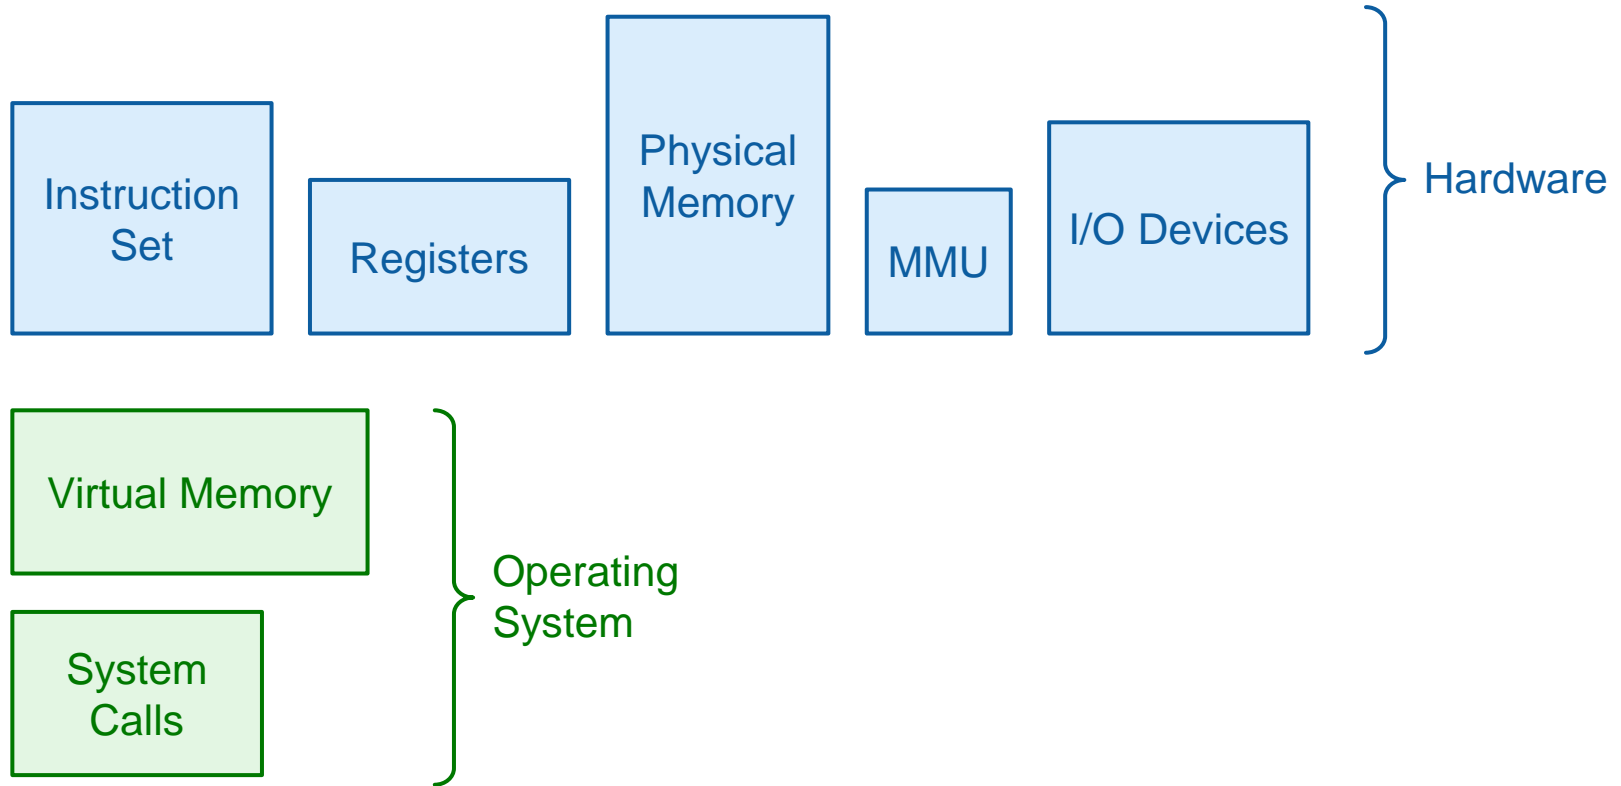 Instruction
Set
Registers
Physical
Memory
MMU
I/O Devices
Hardware
Virtual Memory
System
Calls
Operating
System